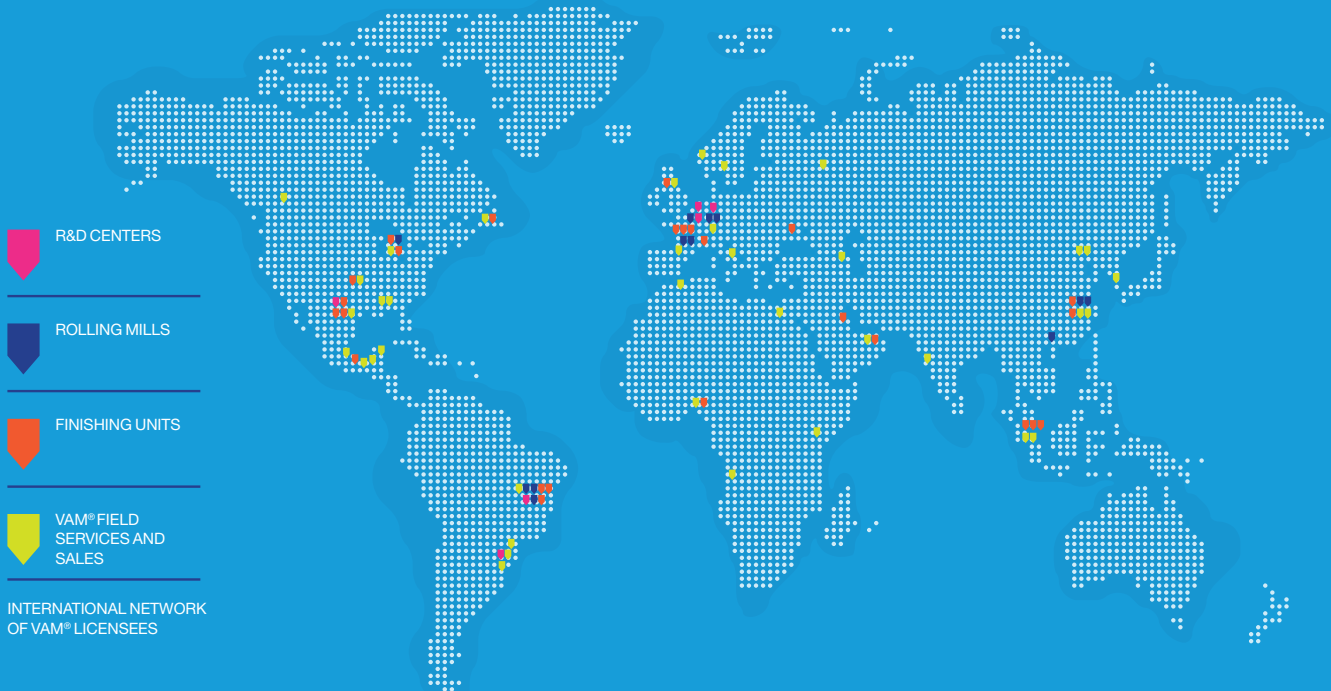 R&D CENTERS
ROLLING MILLS
FINISHING UNITS
VAM® FIELD
SERVICES AND
SALES
INTERNATIONAL NETWORK
OF VAM® LICENSEES